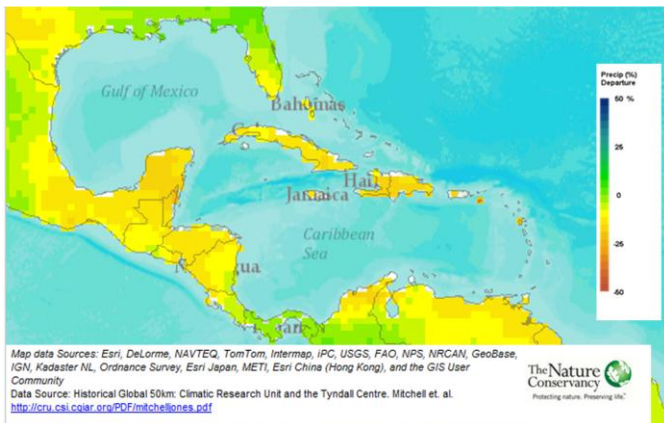 Gulf of Mexico
Bahamas
Jamaica
Caribbean
Sea
Precip (%)
Departure
50 %
25
0
-25
-50
Map data Sources: Esri, DeLorme, NAVTEQ, TomTom, Intermap, iPC, USGS, FAO, NPS, NRCAN, GeoBase,
IGN, Kadaster NL, Ordnance Survey, Esri Japan, METI, Esri China (Hong Kong), and the GIS User
Community
Data Source: Historical Global 50km: Climatic Research Unit and the Tyndall Centre. Mitchell et. al.
http://cru.csi.cgiar.org/PDF/mitchelljones.pdf
The Nature
Conservancy
Protecting nature. Preserving life.